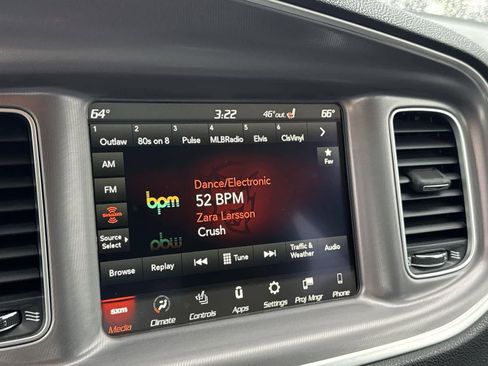 64° 3:22 46°out. 66°
1 2 3 4 5 6
Outlaw 80s on 8 Pulse MLBRadio Elvis ClsVinyl
AM
FM
SiriusXM
Source Select
Fav
bpm
Dance/Electronic
52 BPM
Zara Larsson
Crush
Browse Replay Tune Traffic & Weather Audio
sxm
Media Climate Controls Apps Settings Proj Mngr Phone